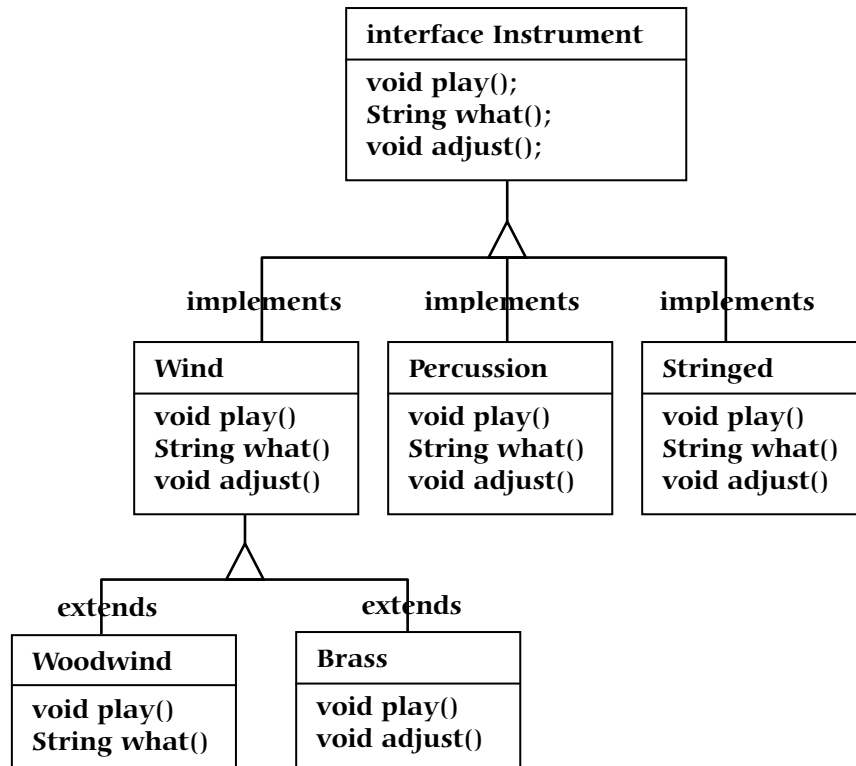 interface Instrument
void play();
String what();
void adjust();
implements
implements
implements
Wind
void play()
String what()
void adjust()
Percussion
void play()
String what()
void adjust()
Stringed
void play()
String what()
void adjust()
extends
extends
Woodwind
void play()
String what()
Brass
void play()
void adjust()